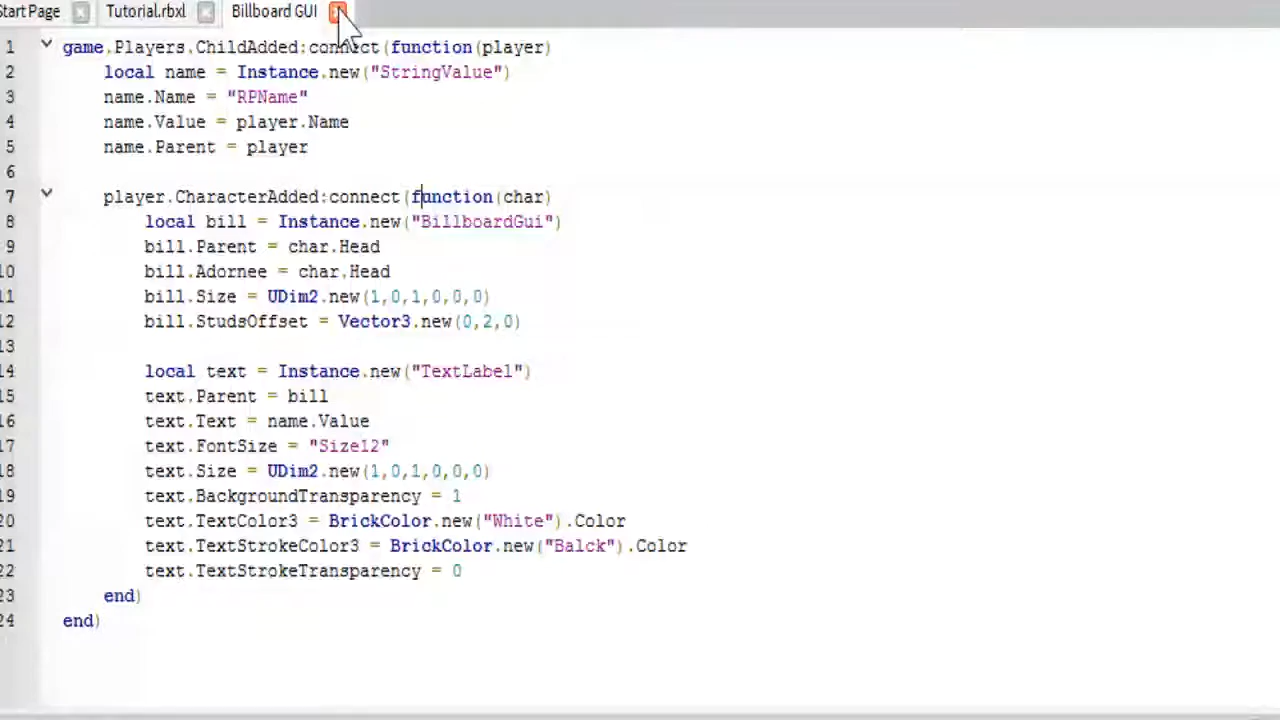 Start Page Tutorial.rbxl Billboard GUI
1 game.Players.ChildAdded:connect(function(player)
2 local name = Instance.new("StringValue")
3 name.Name = "RPName"
4 name.Value = player.Name
5 name.Parent = player
6
7 player.CharacterAdded:connect(function(char)
8 local bill = Instance.new("BillboardGui")
9 bill.Parent = char.Head
10 bill.Adornee = char.Head
11 bill.Size = UDim2.new(1,0,1,0,0,0)
12 bill.StudsOffset = Vector3.new(0,2,0)
13
14 local text = Instance.new("TextLabel")
15 text.Parent = bill
16 text.Text = name.Value
17 text.FontSize = "Size12"
18 text.Size = UDim2.new(1,0,1,0,0,0)
19 text.BackgroundTransparency = 1
20 text.TextColor3 = BrickColor.new("White").Color
21 text.TextStrokeColor3 = BrickColor.new("Balck").Color
22 text.TextStrokeTransparency = 0
23 end)
24 end)